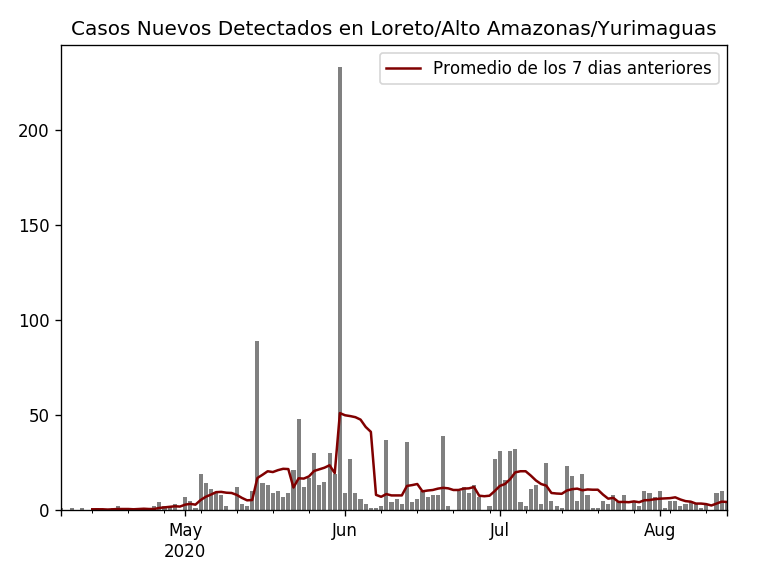 Casos Nuevos Detectados en Loreto/Alto Amazonas/Yurimaguas
Promedio de los 7 dias anteriores
200
150
100
50
0
May
2020
Jun
Jul
Aug